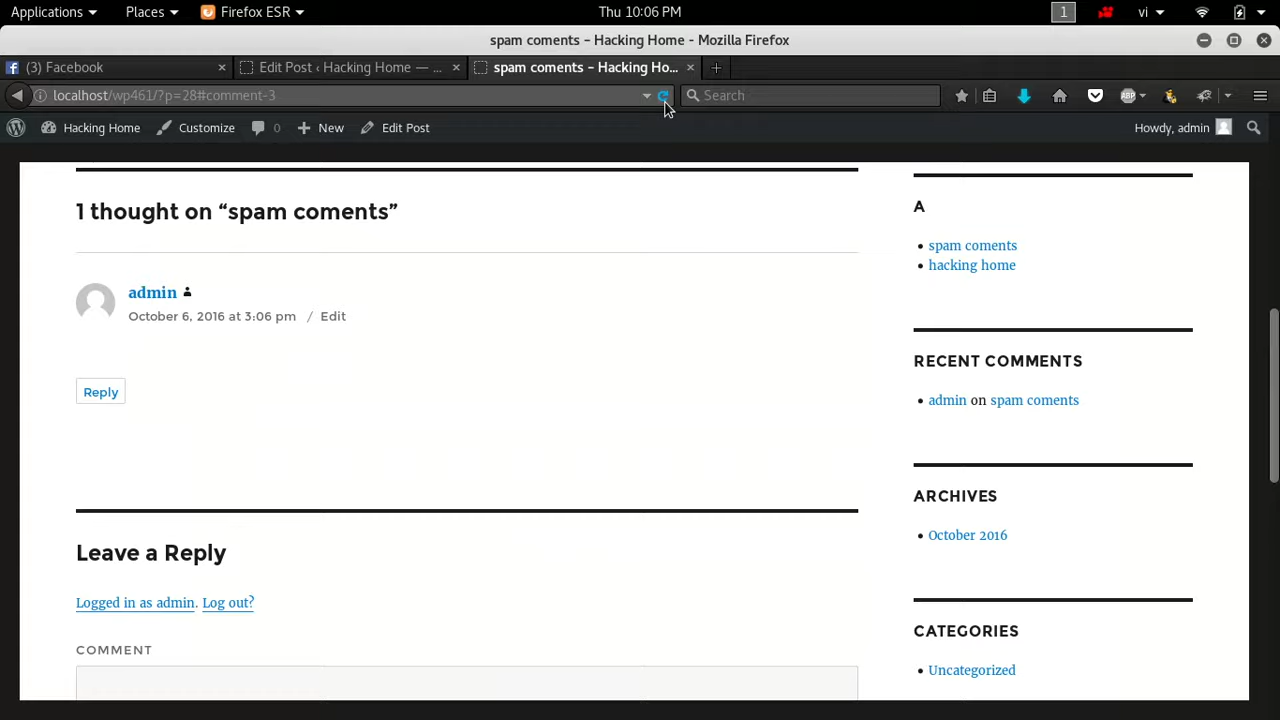 Applications Places Firefox ESR Thu 10:06 PM 1 vi
spam coments – Hacking Home - Mozilla Firefox
(3) Facebook Edit Post ‹ Hacking Home — ... spam coments – Hacking Ho...
localhost/wp461/?p=28#comment-3 Search ABP
Hacking Home Customize 0 New Edit Post Howdy, admin
1 thought on “spam coments”
admin
October 6, 2016 at 3:06 pm / Edit
Reply
Leave a Reply
Logged in as admin. Log out?
COMMENT
A
spam coments
hacking home
RECENT COMMENTS
admin on spam coments
ARCHIVES
October 2016
CATEGORIES
Uncategorized